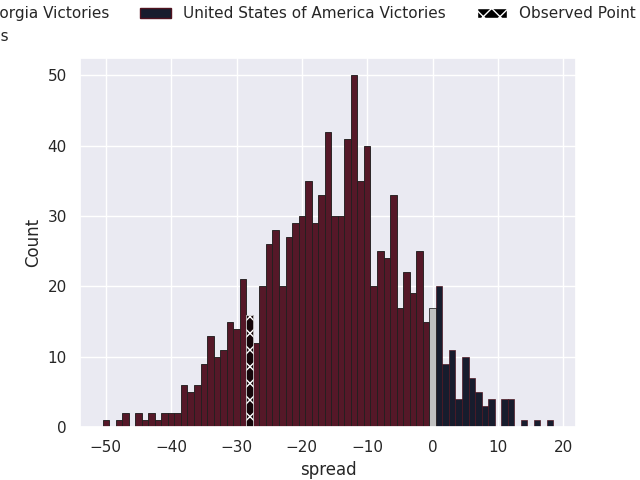 orgia Victories United States of America Victories Observed Point
s
50
40
30
20
10
0
Count
−50 −40 −30 −20 −10 0 10 20
spread